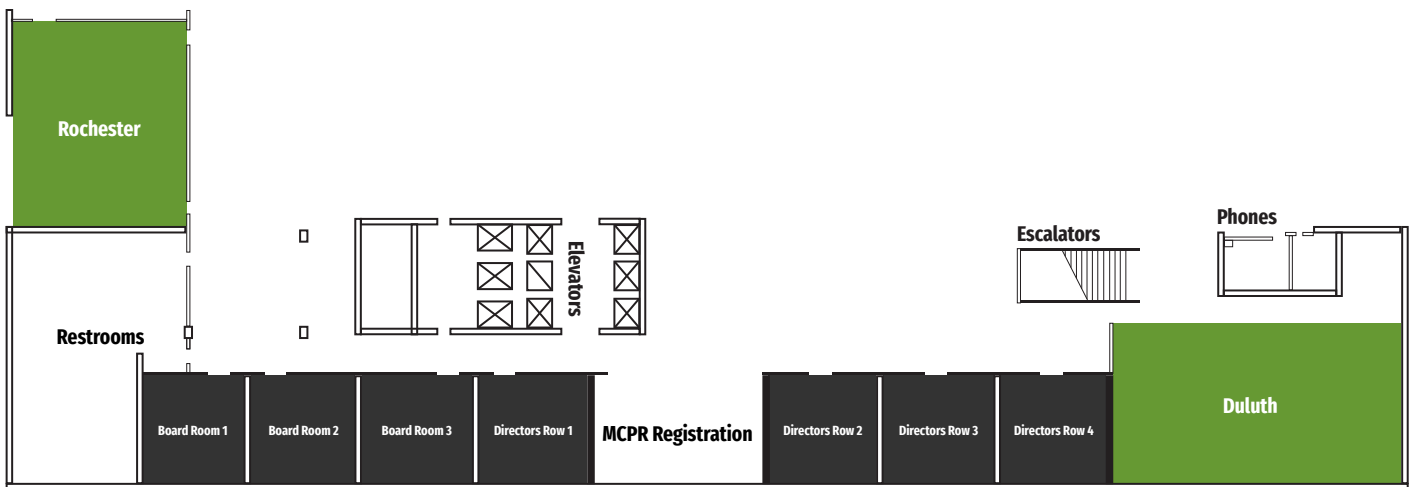 Rochester
Phones
Escalators
Elevators
Restrooms
Duluth
Board Room 1
Board Room 2
Board Room 3
Directors Row 1
MCPR Registration
Directors Row 2
Directors Row 3
Directors Row 4